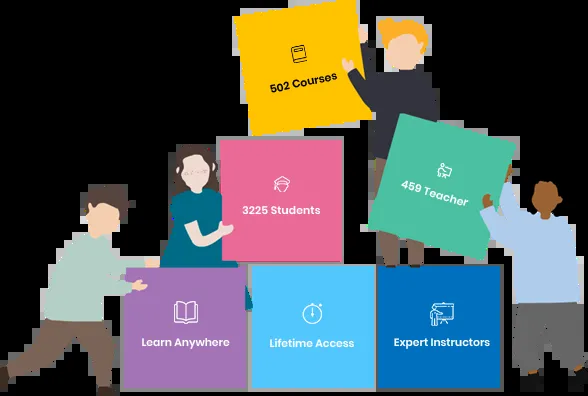 502 Courses
459 Teacher
3225 Students
Learn Anywhere
Lifetime Access
Expert Instructors